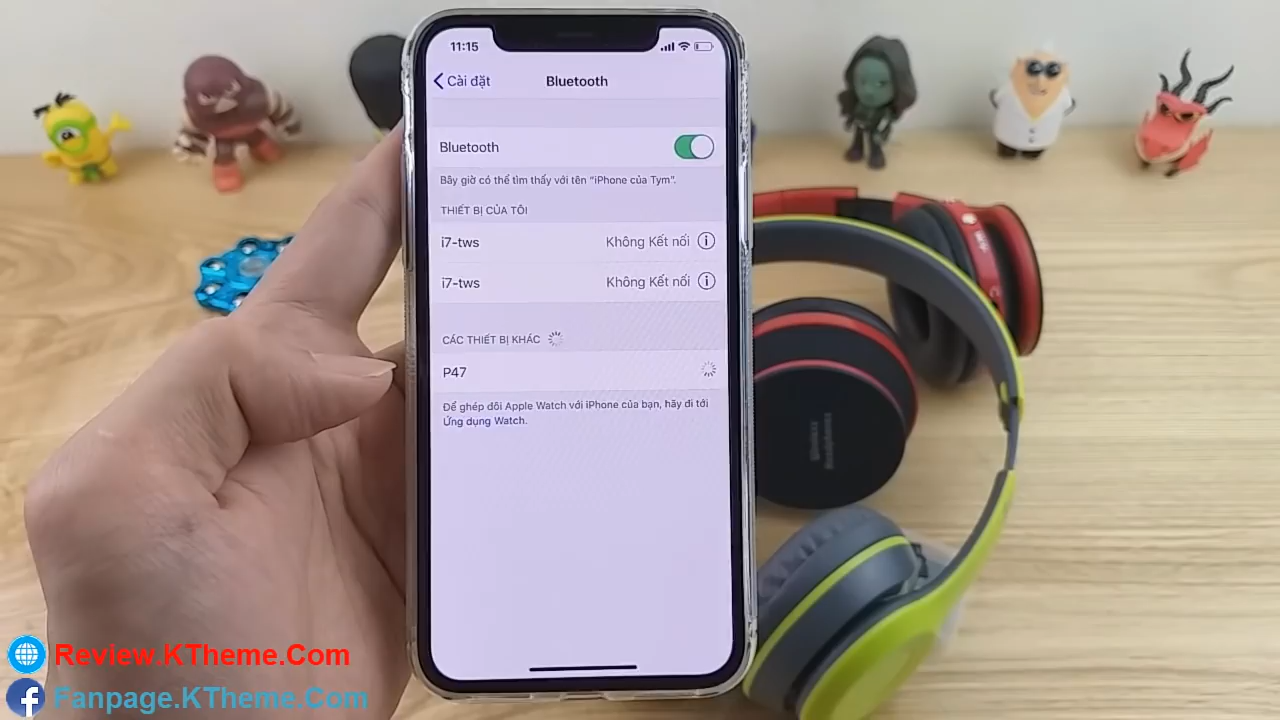 11:15
Cài đặt
Bluetooth
Bluetooth
Bây giờ có thể tìm thấy với tên “iPhone của Tym”.
THIẾT BỊ CỦA TÔI
i7-tws
Không Kết nối
i7-tws
Không Kết nối
CÁC THIẾT BỊ KHÁC
P47
Để ghép đôi Apple Watch với iPhone của bạn, hãy đi tới
Ứng dụng Watch.
Review.KTheme.Com
Fanpage.KTheme.Com